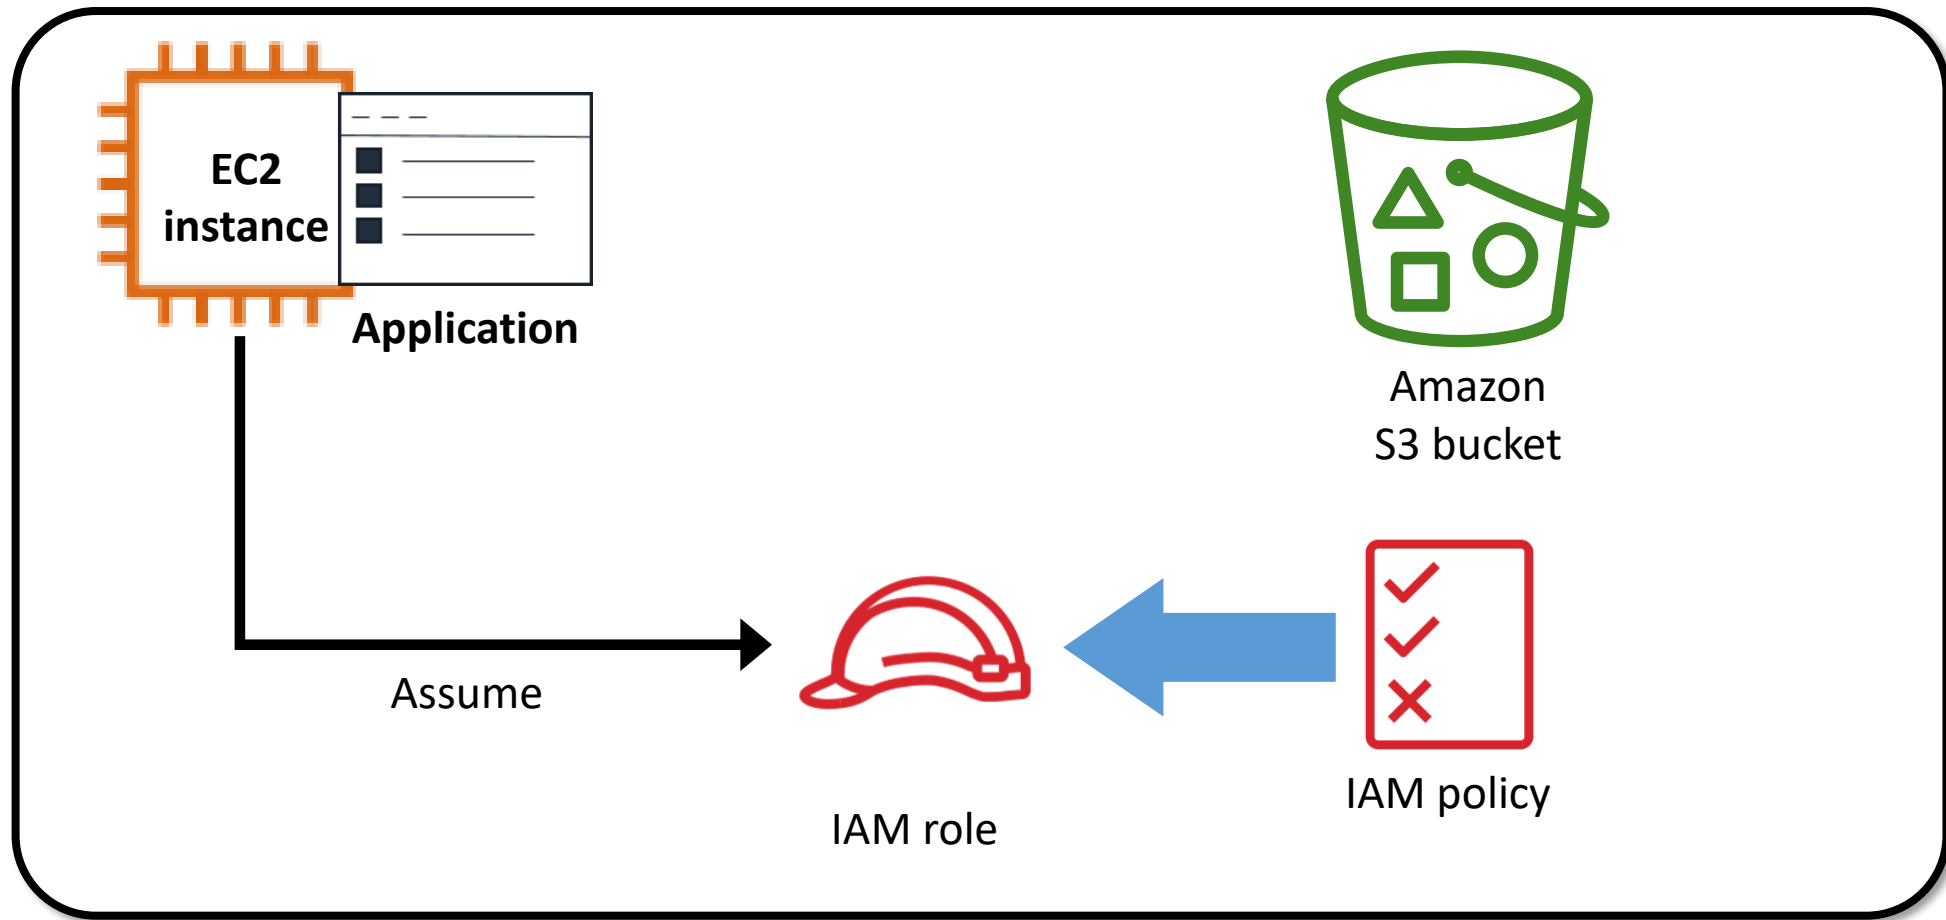 EC2
instance
Application
Amazon
S3 bucket
Assume
IAM role
IAM policy